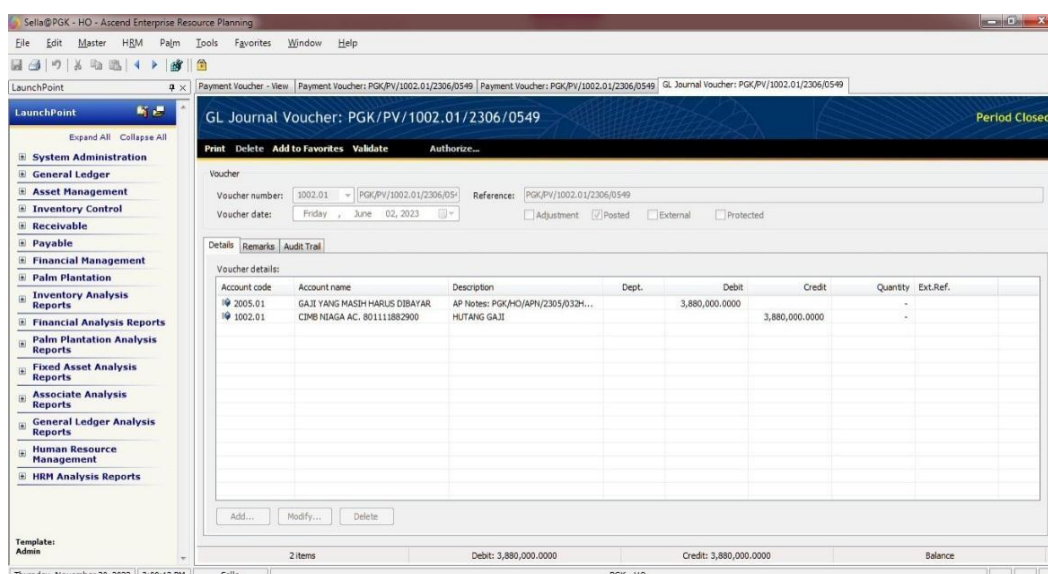 Sella@PGK - HO - Ascend Enterprise Resource Planning
File Edit Master HRM Palm Tools Favorites Window Help
LaunchPoint
Payment Voucher - View Payment Voucher: PGK/PV/1002.01/2306/0549 Payment Voucher: PGK/PV/1002.01/2306/0549 GL Journal Voucher: PGK/PV/1002.01/2306/0549
LaunchPoint
Expand All Collapse All
System Administration
General Ledger
Asset Management
Inventory Control
Receivable
Payable
Financial Management
Palm Plantation
Inventory Analysis
Reports
Financial Analysis Reports
Palm Plantation Analysis
Reports
Fixed Asset Analysis
Reports
Associate Analysis
Reports
General Ledger Analysis
Reports
Human Resource
Management
HRM Analysis Reports
Template:
Admin
GL Journal Voucher: PGK/PV/1002.01/2306/0549 Period Closed
Print Delete Add to Favorites Validate Authorize...
Voucher
Voucher number: 1002.01 PGK/PV/1002.01/2306/05 Reference: PGK/PV/1002.01/2306/0549
Voucher date: Friday , June 02, 2023 Adjustment Posted External Protected
Details Remarks Audit Trail
Voucher details:
Account code Account name Description Dept. Debit Credit Quantity Ext.Ref.
2005.01 GAJI YANG MASIH HARUS DIBAYAR AP Notes: PGK/HO/APN/2305/032H... 3,880,000.0000 -
1002.01 CIMB NIAGA AC. 801111882900 HUTANG GAJI 3,880,000.0000 -
Add... Modify... Delete
2 items Debit: 3,880,000.0000 Credit: 3,880,000.0000 Balance